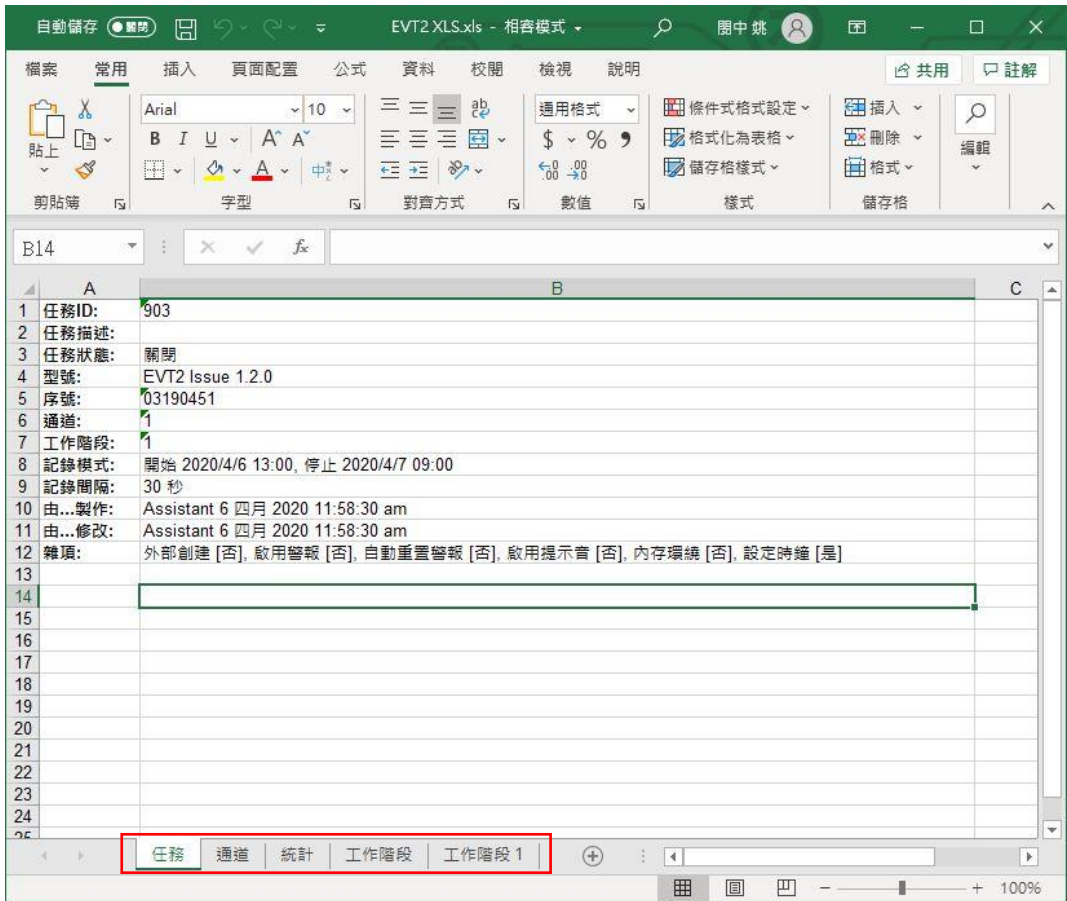 自動儲存 關閉 EVT2 XLS.xls - 相容模式 閔中 姚
檔案 常用 插入 頁面配置 公式 資料 校閱 檢視 說明 共用 註解
Arial 10 通用格式 條件式格式設定 插入
貼上 B I U A A $ % 格式化為表格 刪除 編輯
A 中 儲存格樣式 格式
剪貼簿 字型 對齊方式 數值 樣式 儲存格
B14 fx
A B C
1 任務ID: 903
2 任務描述:
3 任務狀態: 關閉
4 型號: EVT2 Issue 1.2.0
5 序號: 03190451
6 通道: 1
7 工作階段: 1
8 記錄模式: 開始 2020/4/6 13:00, 停止 2020/4/7 09:00
9 記錄間隔: 30 秒
10 由...製作: Assistant 6 四月 2020 11:58:30 am
11 由...修改: Assistant 6 四月 2020 11:58:30 am
12 雜項: 外部創建 [否], 啟用警報 [否], 自動重置警報 [否], 啟用提示音 [否], 內存環繞 [否], 設定時鐘 [是]
13
14
15
16
17
18
19
20
21
22
23
24
25
任務 通道 統計 工作階段 工作階段 1
100%